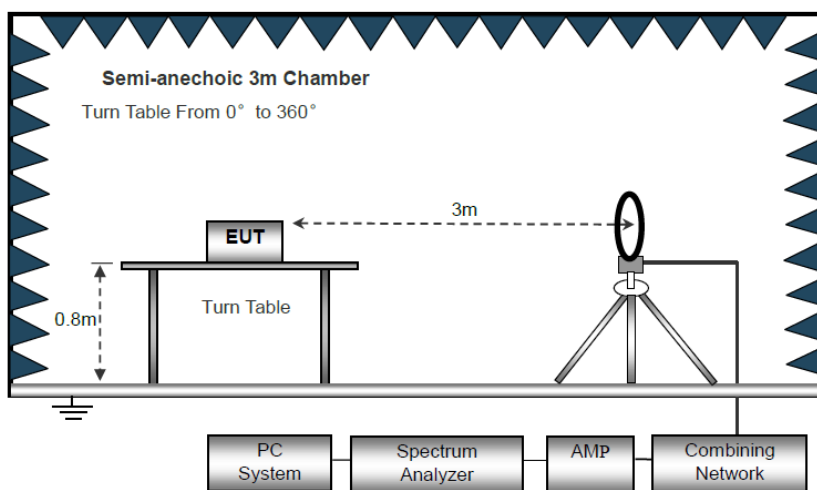 Semi-anechoic 3m Chamber
Turn Table From 0° to 360°
3m
EUT
Turn Table
0.8m
PC
System
Spectrum
Analyzer
AMP
Combining
Network